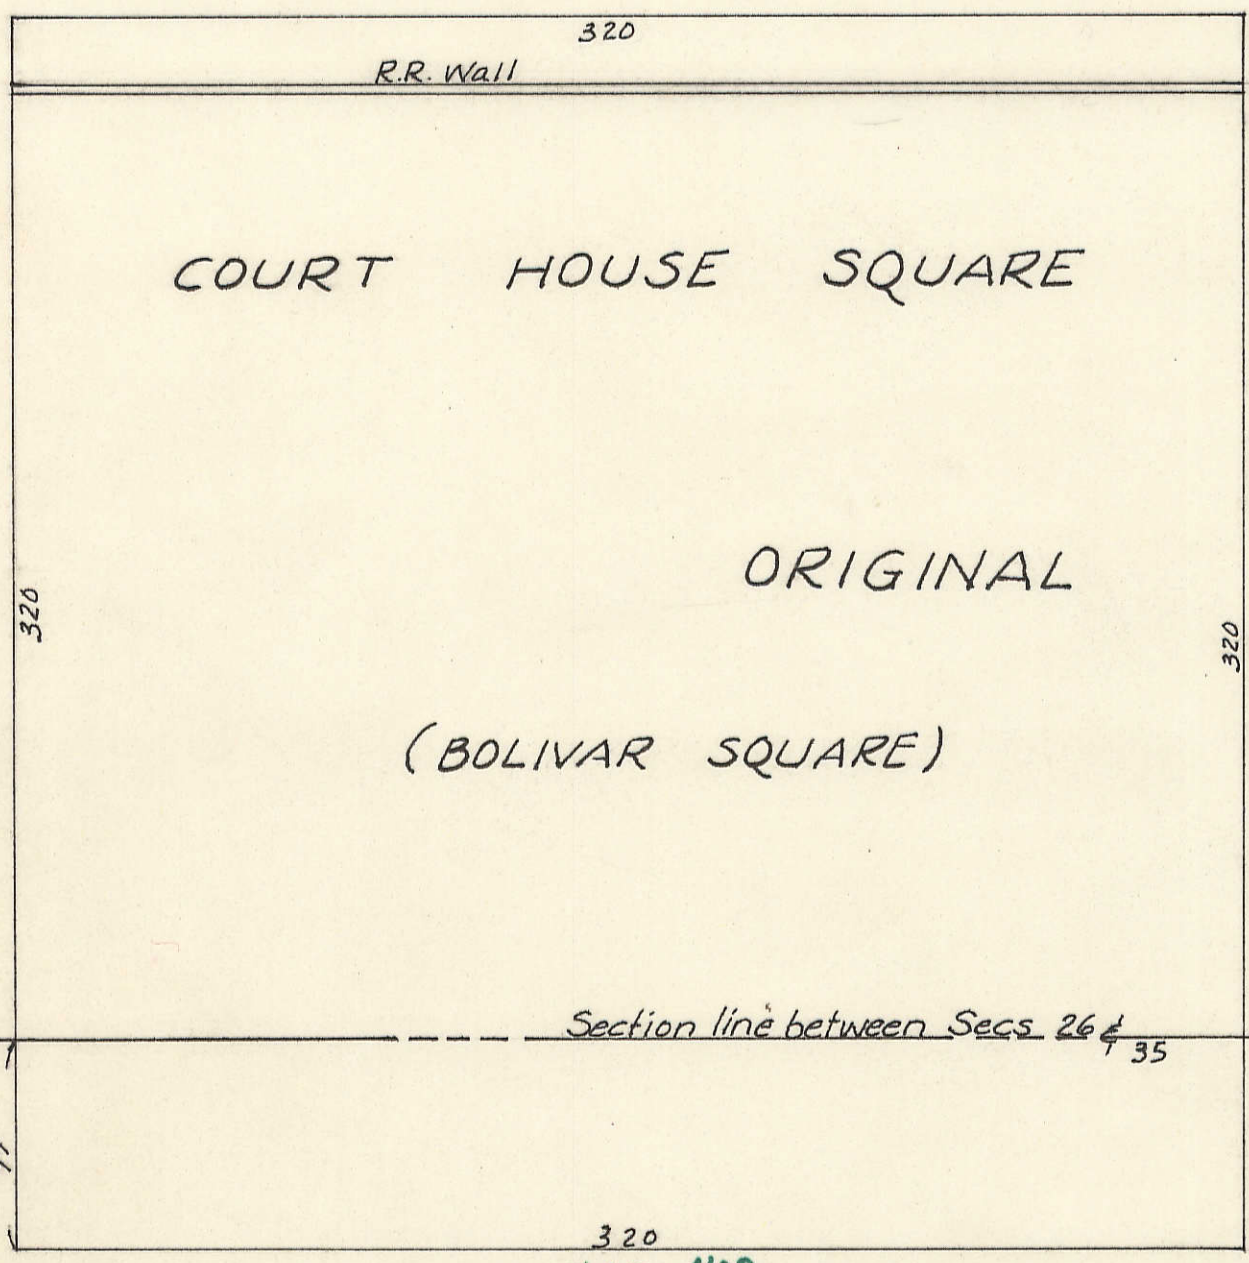 320
R.R. Wall
COURT HOUSE SQUARE
ORIGINAL
320
320
(BOLIVAR SQUARE)
Section line between Secs 26 &
35
320